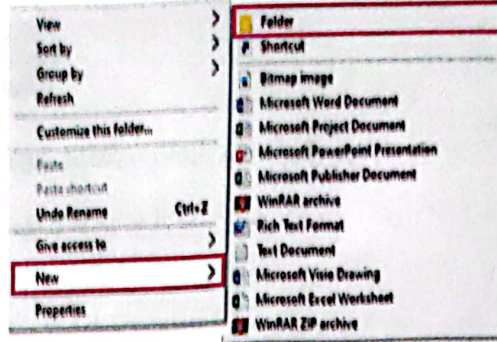 View >
Sort by >
Group by >
Refresh
Customize this folder...
Paste
Paste shortcut
Undo Rename Ctrl+Z
Give access to >
New >
Properties
Folder
Shortcut
Bitmap image
Microsoft Word Document
Microsoft Project Document
Microsoft PowerPoint Presentation
Microsoft Publisher Document
WinRAR archive
Rich Text Format
Text Document
Microsoft Visio Drawing
Microsoft Excel Worksheet
WinRAR ZIP archive